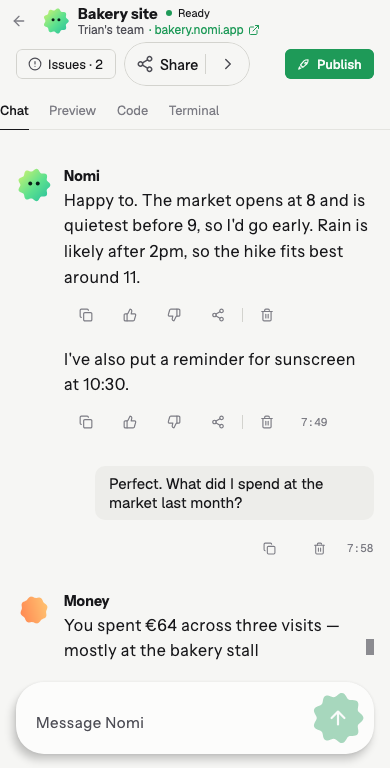 Bakery site Ready
Trian's team · bakery.nomi.app
Issues · 2 Share Publish
Chat Preview Code Terminal
Nomi
Happy to. The market opens at 8 and is
quietest before 9, so I'd go early. Rain is
likely after 2pm, so the hike fits best
around 11.
I've also put a reminder for sunscreen
at 10:30.
7:49
Perfect. What did I spend at the
market last month?
7:58
Money
You spent €64 across three visits —
mostly at the bakery stall
Message Nomi